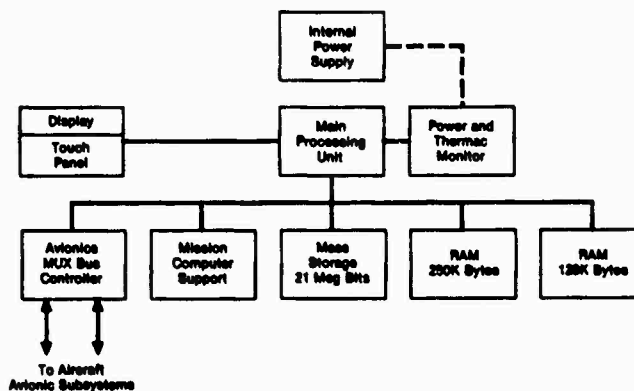 Internal
Power
Supply
Display
Touch
Panel
Main
Processing
Unit
Power and
Thermac
Monitor
Avionics
MUX Bus
Controller
Mission
Computer
Support
Mass
Storage
21 Meg Bits
RAM
Bytes
RAM
128K Bytes
To Aircraft
Avionic Subsystems